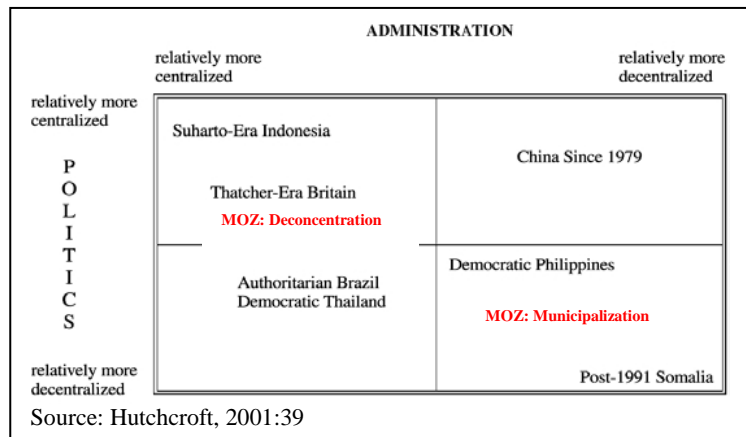 ADMINISTRATION
relatively more
centralized
relatively more
decentralized
relatively more
centralized
POLITICS
relatively more
decentralized
Suharto-Era Indonesia
China Since 1979
Thatcher-Era Britain
MOZ: Deconcentration
Authoritarian Brazil
Democratic Thailand
Democratic Philippines
MOZ: Municipalization
Post-1991 Somalia
Source: Hutchcroft, 2001:39